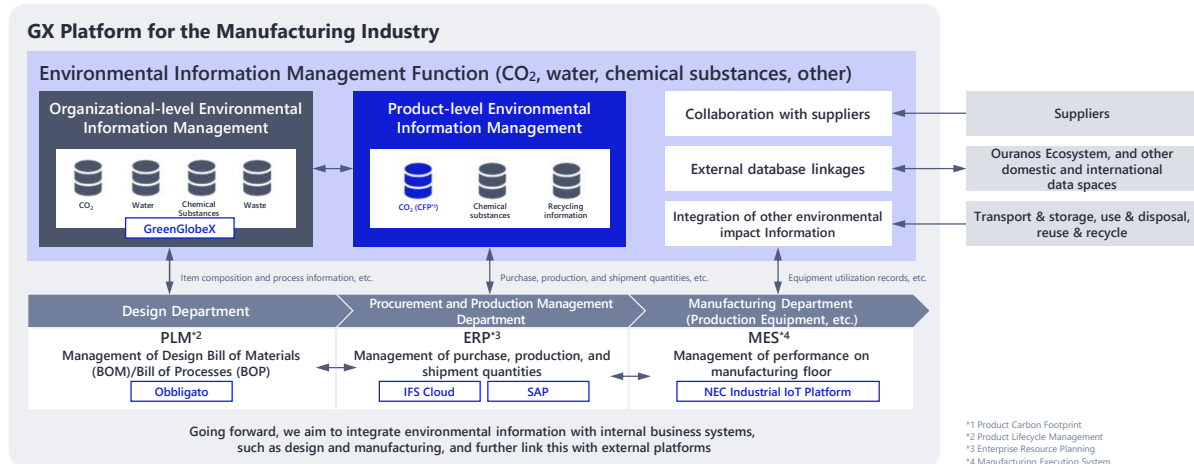 GX Platform for the Manufacturing Industry
Environmental Information Management Function (CO₂, water, chemical substances, other)
Organizational-level Environmental
Information Management
CO₂
Water
Chemical
Substances
Waste
GreenGlobeX
Product-level Environmental
Information Management
CO₂ (CFP*¹)
Chemical
substances
Recycling
information
Collaboration with suppliers
External database linkages
Integration of other environmental
impact Information
Suppliers
Ouranos Ecosystem, and other
domestic and international
data spaces
Transport & storage, use & disposal,
reuse & recycle
Item composition and process information, etc.
Purchase, production, and shipment quantities, etc.
Equipment utilization records, etc.
Design Department
Procurement and Production Management
Department
Manufacturing Department
(Production Equipment, etc.)
PLM*²
Management of Design Bill of Materials
(BOM)/Bill of Processes (BOP)
Obbligato
ERP*³
Management of purchase, production, and
shipment quantities
IFS Cloud
SAP
MES*⁴
Management of performance on
manufacturing floor
NEC Industrial IoT Platform
Going forward, we aim to integrate environmental information with internal business systems,
such as design and manufacturing, and further link this with external platforms
*1 Product Carbon Footprint
*2 Product Lifecycle Management
*3 Enterprise Resource Planning
*4 Manufacturing Execution System